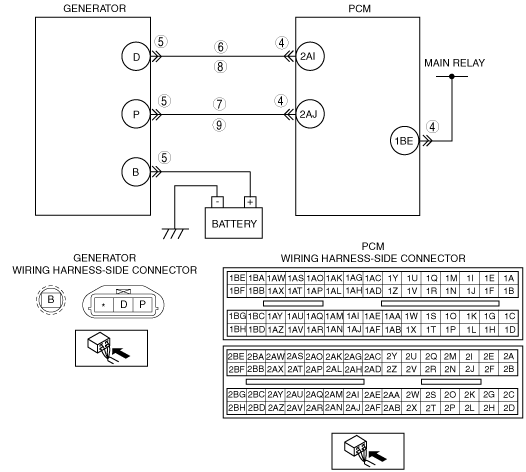 GENERATOR PCM
5 6 4
D 8 2AI
MAIN RELAY
5 7 4
P 9 2AJ
4
1BE
5
B
- +
BATTERY
GENERATOR
WIRING HARNESS-SIDE CONNECTOR
B * D P
PCM
WIRING HARNESS-SIDE CONNECTOR
1BE 1BA 1AW 1AS 1AO 1AK 1AG 1AC 1Y 1U 1Q 1M 1I 1E 1A
1BF 1BB 1AX 1AT 1AP 1AL 1AH 1AD 1Z 1V 1R 1N 1J 1F 1B
1BG 1BC 1AY 1AU 1AQ 1AM 1AI 1AE 1AA 1W 1S 1O 1K 1G 1C
1BH 1BD 1AZ 1AV 1AR 1AN 1AJ 1AF 1AB 1X 1T 1P 1L 1H 1D
2BE 2BA 2AW 2AS 2AO 2AK 2AG 2AC 2Y 2U 2Q 2M 2I 2E 2A
2BF 2BB 2AX 2AT 2AP 2AL 2AH 2AD 2Z 2V 2R 2N 2J 2F 2B
2BG 2BC 2AY 2AU 2AQ 2AM 2AI 2AE 2AA 2W 2S 2O 2K 2G 2C
2BH 2BD 2AZ 2AV 2AR 2AN 2AJ 2AF 2AB 2X 2T 2P 2L 2H 2D